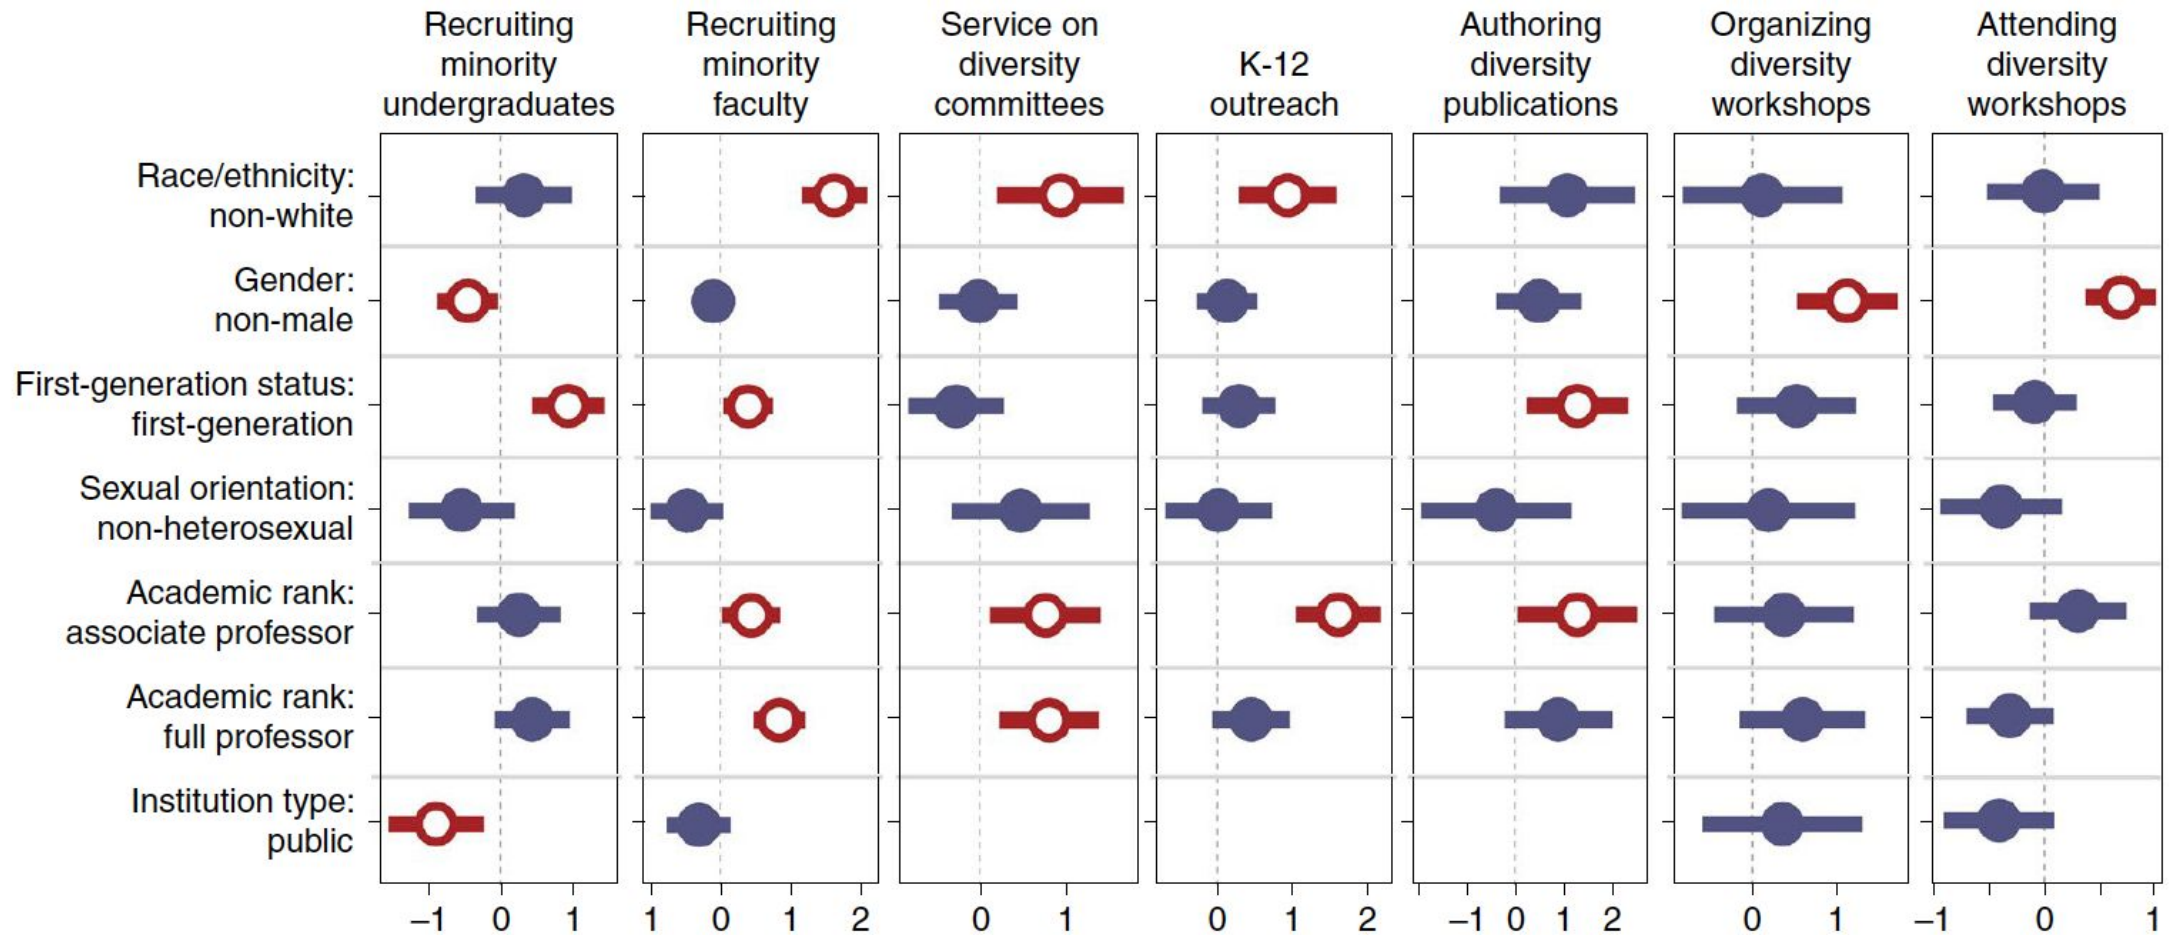 Recruiting
minority
undergraduates
Recruiting
minority
faculty
Service on
diversity
committees
K-12
outreach
Authoring
diversity
publications
Organizing
diversity
workshops
Attending
diversity
workshops
Race/ethnicity:
non-white
Gender:
non-male
First-generation status:
first-generation
Sexual orientation:
non-heterosexual
Academic rank:
associate professor
Academic rank:
full professor
Institution type:
public
–1 0 1
1 0 1 2
0 1
0 1 2
–1 0 1 2
0 1
–1 0 1